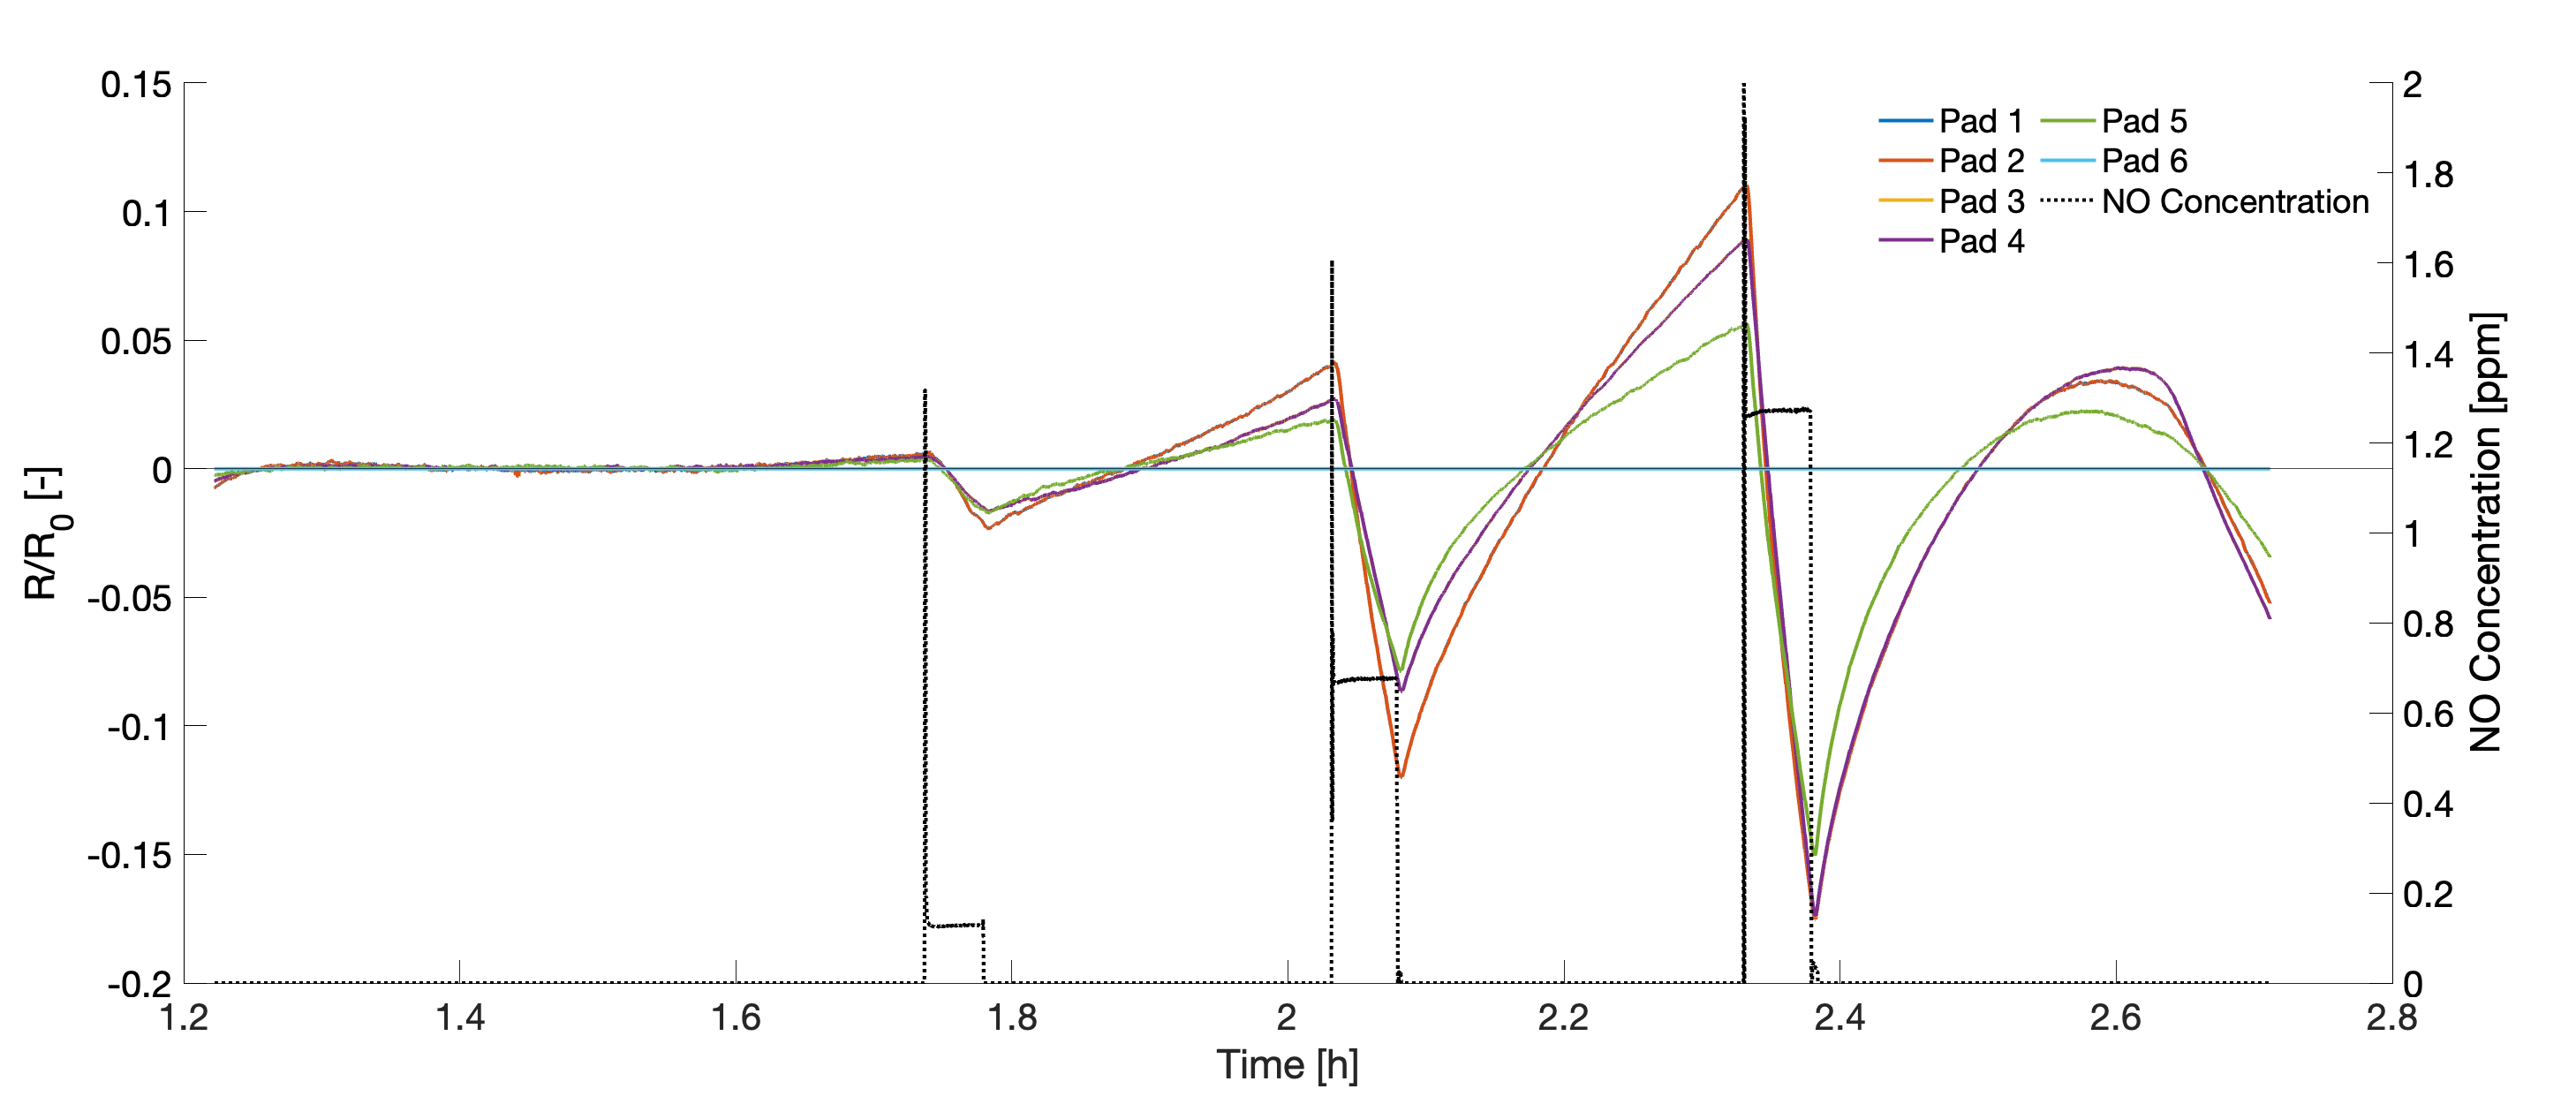 0.15
0.1
0.05
0
-0.05
-0.1
-0.15
-0.2
R/R0 [-]
2
1.8
1.6
1.4
1.2
1
0.8
0.6
0.4
0.2
0
NO Concentration [ppm]
Pad 1
Pad 2
Pad 3
Pad 4
Pad 5
Pad 6
NO Concentration
1.2 1.4 1.6 1.8 2 2.2 2.4 2.6 2.8
Time [h]